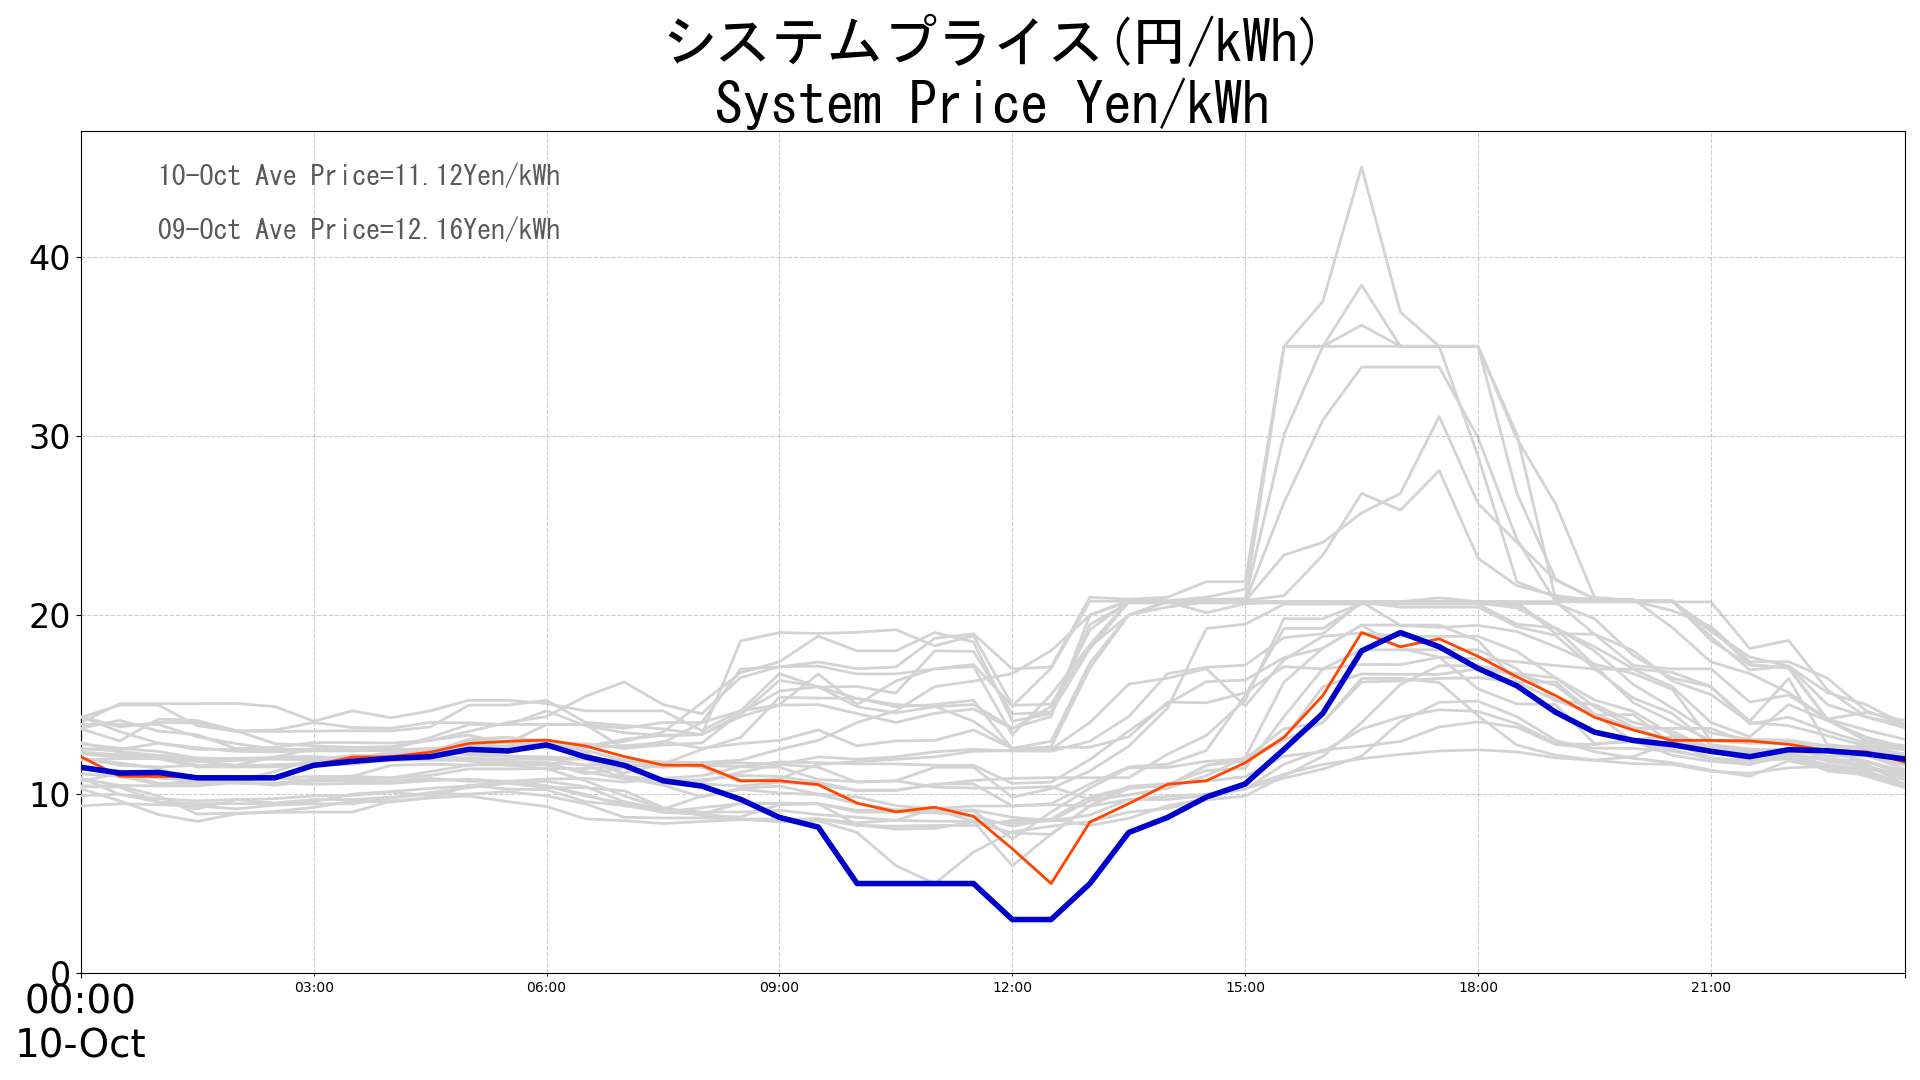 システムプライス(円/kWh)
System Price Yen/kWh
10-Oct Ave Price=11.12Yen/kWh
09-Oct Ave Price=12.16Yen/kWh
40
30
20
10
0
00:00 03:00 06:00 09:00 12:00 15:00 18:00 21:00
10-Oct